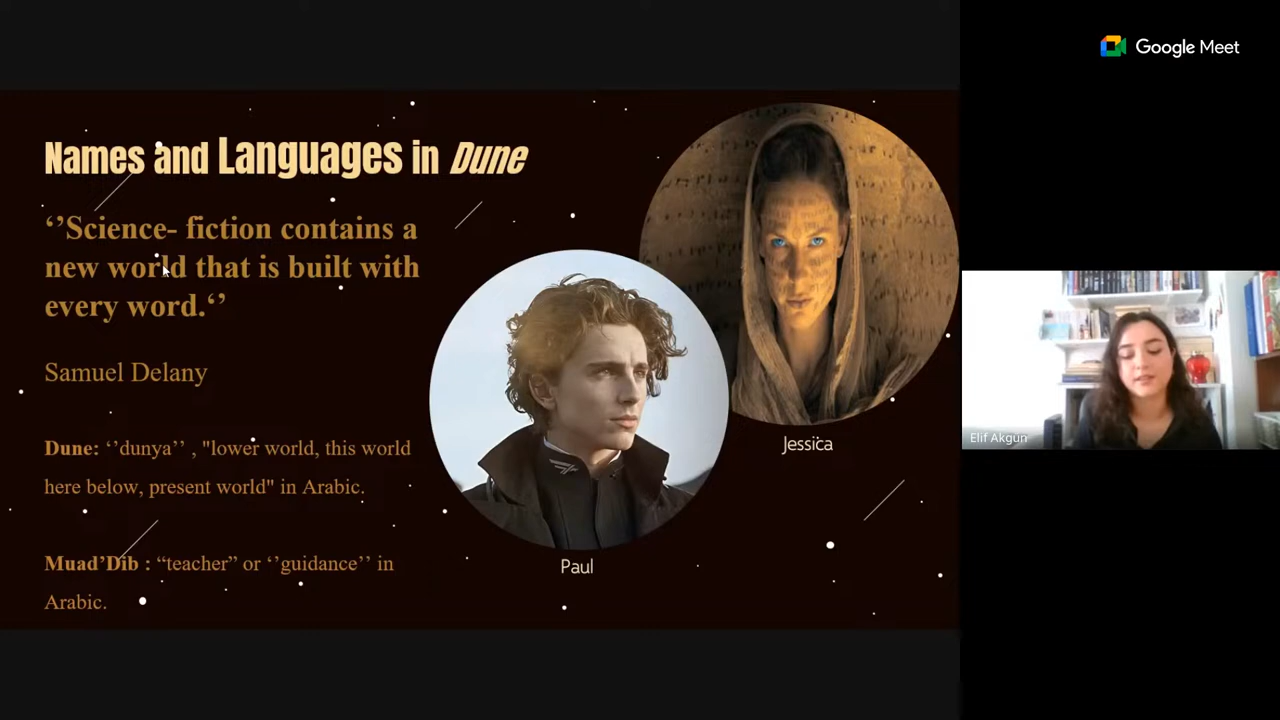 Google Meet
Names and Languages in Dune
‘’Science- fiction contains a
new world that is built with
every word.‘’
Samuel Delany
Dune: ‘’dunya’’ , "lower world, this world
here below, present world" in Arabic.
Muad’Dib : “teacher” or ‘’guidance’’ in
Arabic.
Jessica
Paul
Elif Akgun